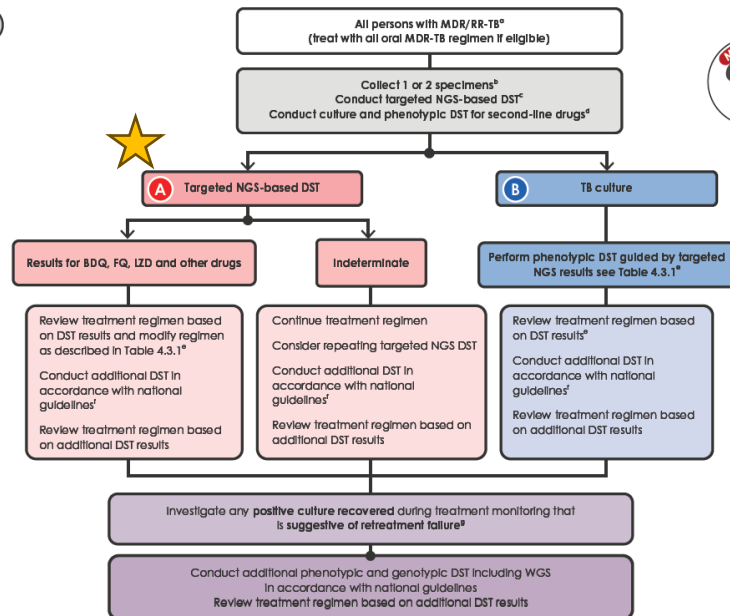 All persons with MDR/RR-TBᵃ
(treat with all oral MDR-TB regimen if eligible)
Collect 1 or 2 specimensᵇ
Conduct targeted NGS-based DSTᶜ
Conduct culture and phenotypic DST for second-line drugsᵈ
A Targeted NGS-based DST
B TB culture
Results for BDQ, FQ, LZD and other drugs
Indeterminate
Perform phenotypic DST guided by targeted
NGS results see Table 4.3.1ᵉ
Review treatment regimen based
on DST results and modify regimen
as described in Table 4.3.1ᵉ
Conduct additional DST in
accordance with national
guidelinesᶠ
Review treatment regimen based
on additional DST results
Continue treatment regimen
Consider repeating targeted NGS DST
Conduct additional DST in
accordance with national
guidelinesᶠ
Review treatment regimen based on
additional DST results
Review treatment regimen based
on DST resultsᵉ
Conduct additional DST in
accordance with national
guidelinesᶠ
Review treatment regimen based
on additional DST results
Investigate any positive culture recovered during treatment monitoring that
is suggestive of retreatment failureᵍ
Conduct additional phenotypic and genotypic DST including WGS
in accordance with national guidelines
Review treatment regimen based on additional DST results